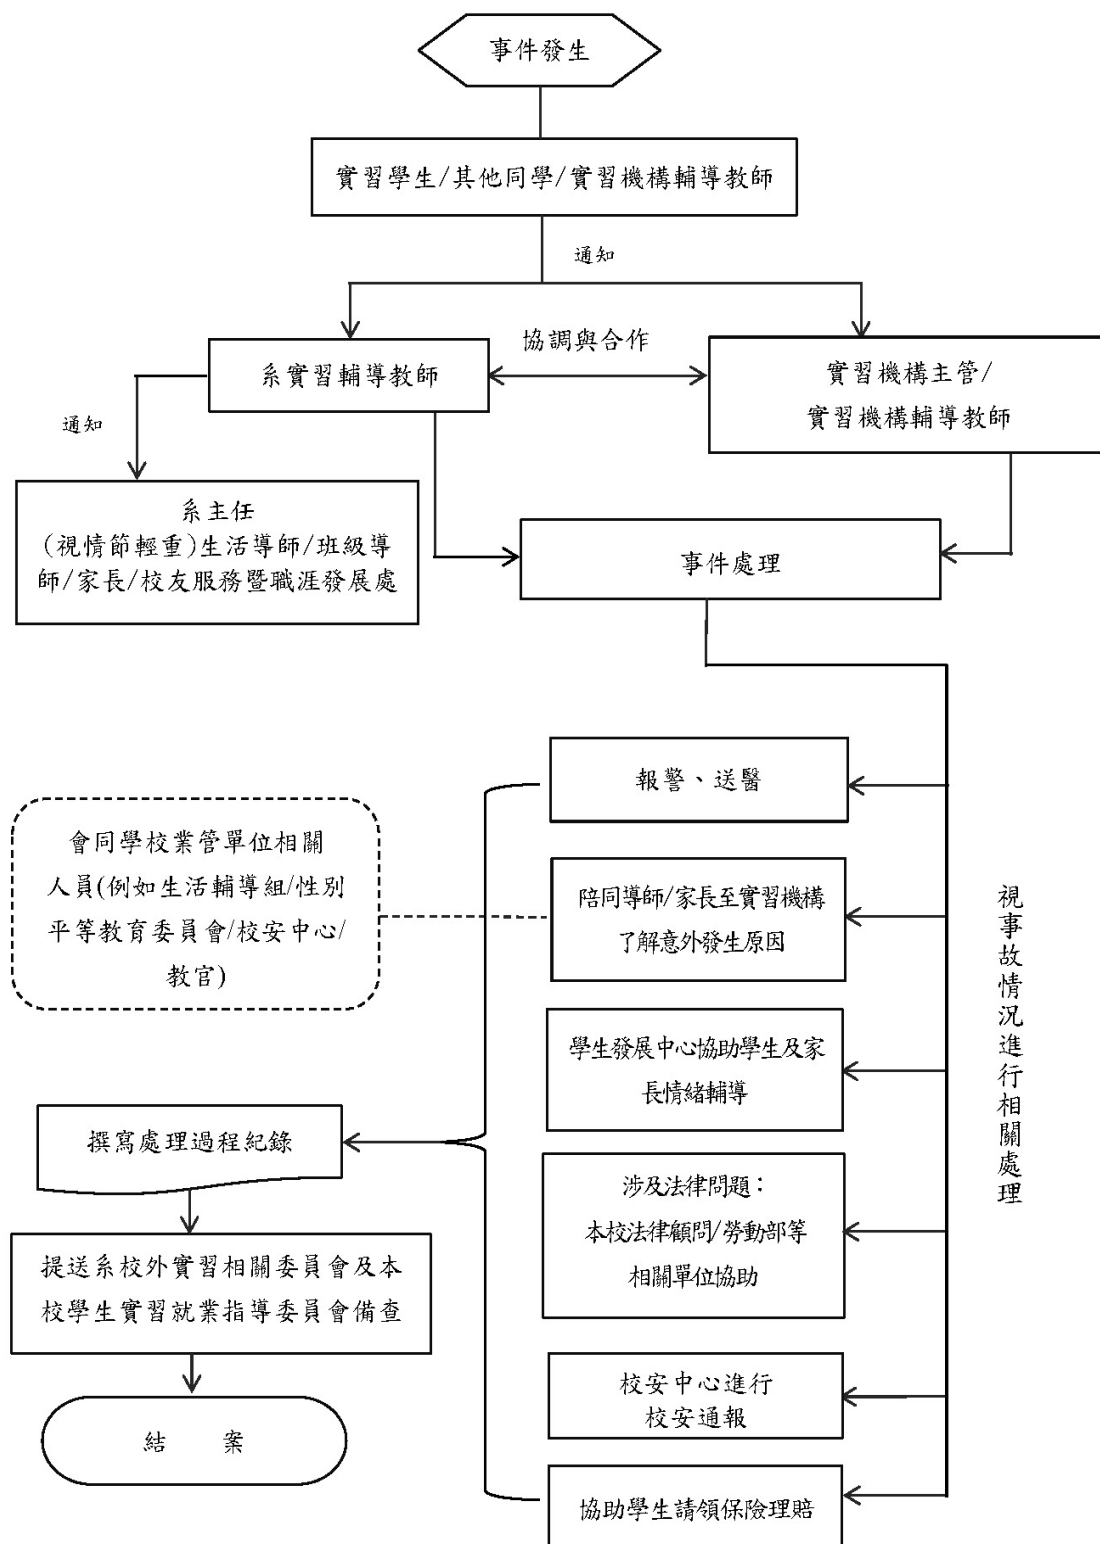 事件發生
實習學生/其他同學/實習機構輔導教師
通知
協調與合作
系實習輔導教師
實習機構主管/
實習機構輔導教師
通知
系主任
(視情節輕重)生活導師/班級導
師/家長/校友服務暨職涯發展處
事件處理
視事故情況進行相關處理
報警、送醫
會同學校業管單位相關
人員(例如生活輔導組/性別
平等教育委員會/校安中心/
教官)
陪同導師/家長至實習機構
了解意外發生原因
學生發展中心協助學生及家
長情緒輔導
涉及法律問題：
本校法律顧問/勞動部等
相關單位協助
校安中心進行
校安通報
協助學生請領保險理賠
撰寫處理過程紀錄
提送系校外實習相關委員會及本
校學生實習就業指導委員會備查
結　　案